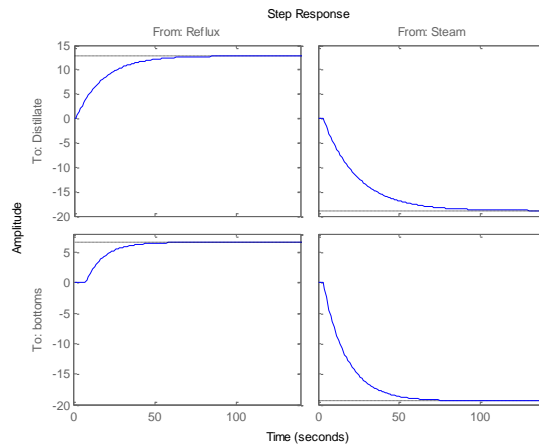 Step Response
From: Reflux
From: Steam
To: Distillate
15
10
5
0
-5
-10
-15
-20
Amplitude
To: bottoms
5
0
-5
-10
-15
-20
0
50
100
0
50
100
Time (seconds)